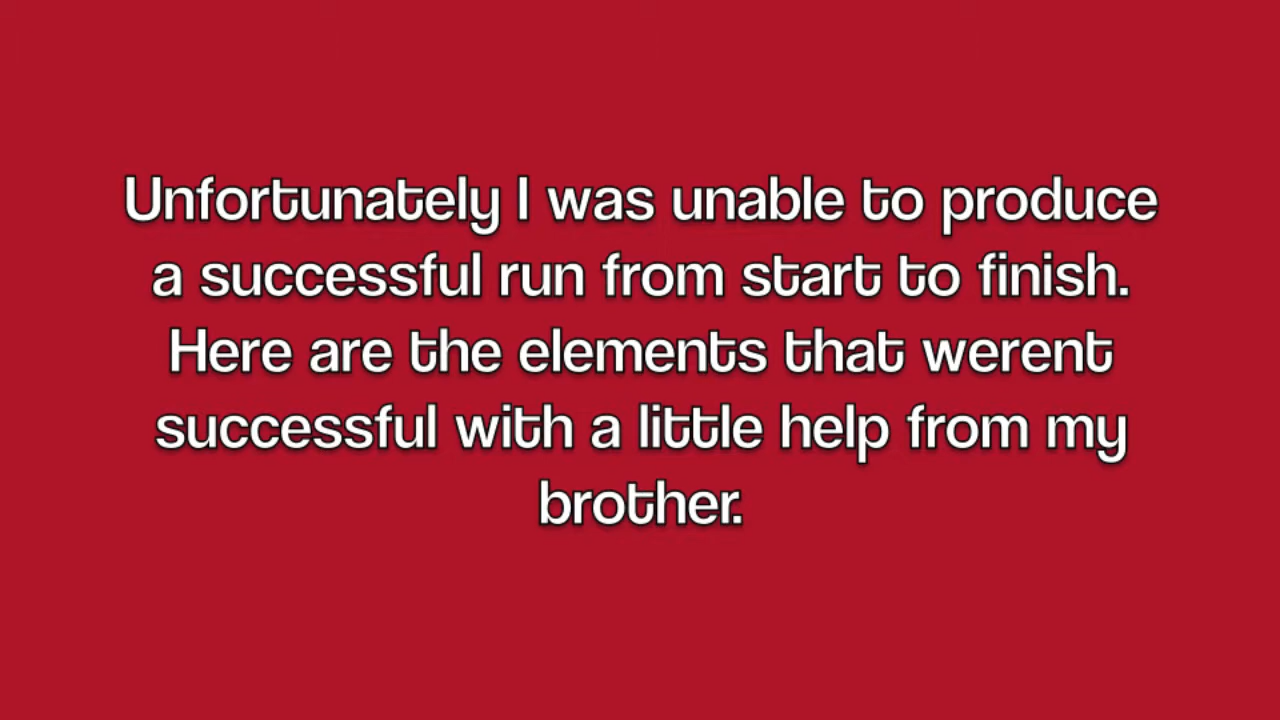 Unfortunately I was unable to produce
a successful run from start to finish.
Here are the elements that werent
successful with a little help from my
brother.